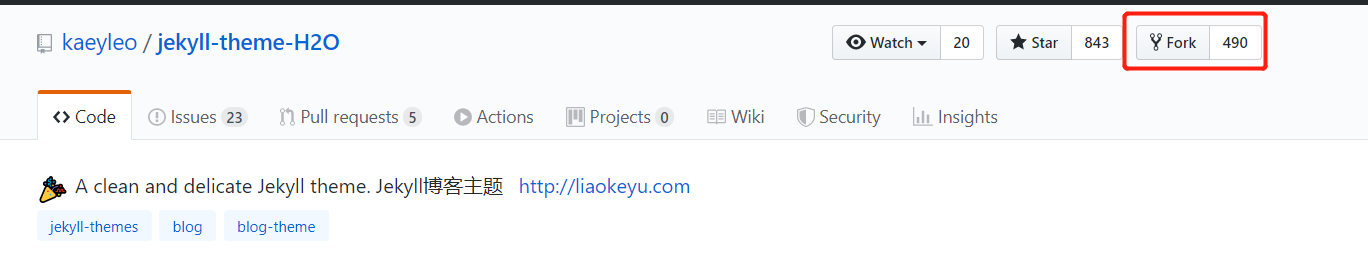 kaeyleo / jekyll-theme-H2O Watch 20 Star 843 Fork 490
Code Issues 23 Pull requests 5 Actions Projects 0 Wiki Security Insights
A clean and delicate Jekyll theme. Jekyll博客主题 http://liaokeyu.com
jekyll-themes blog blog-theme